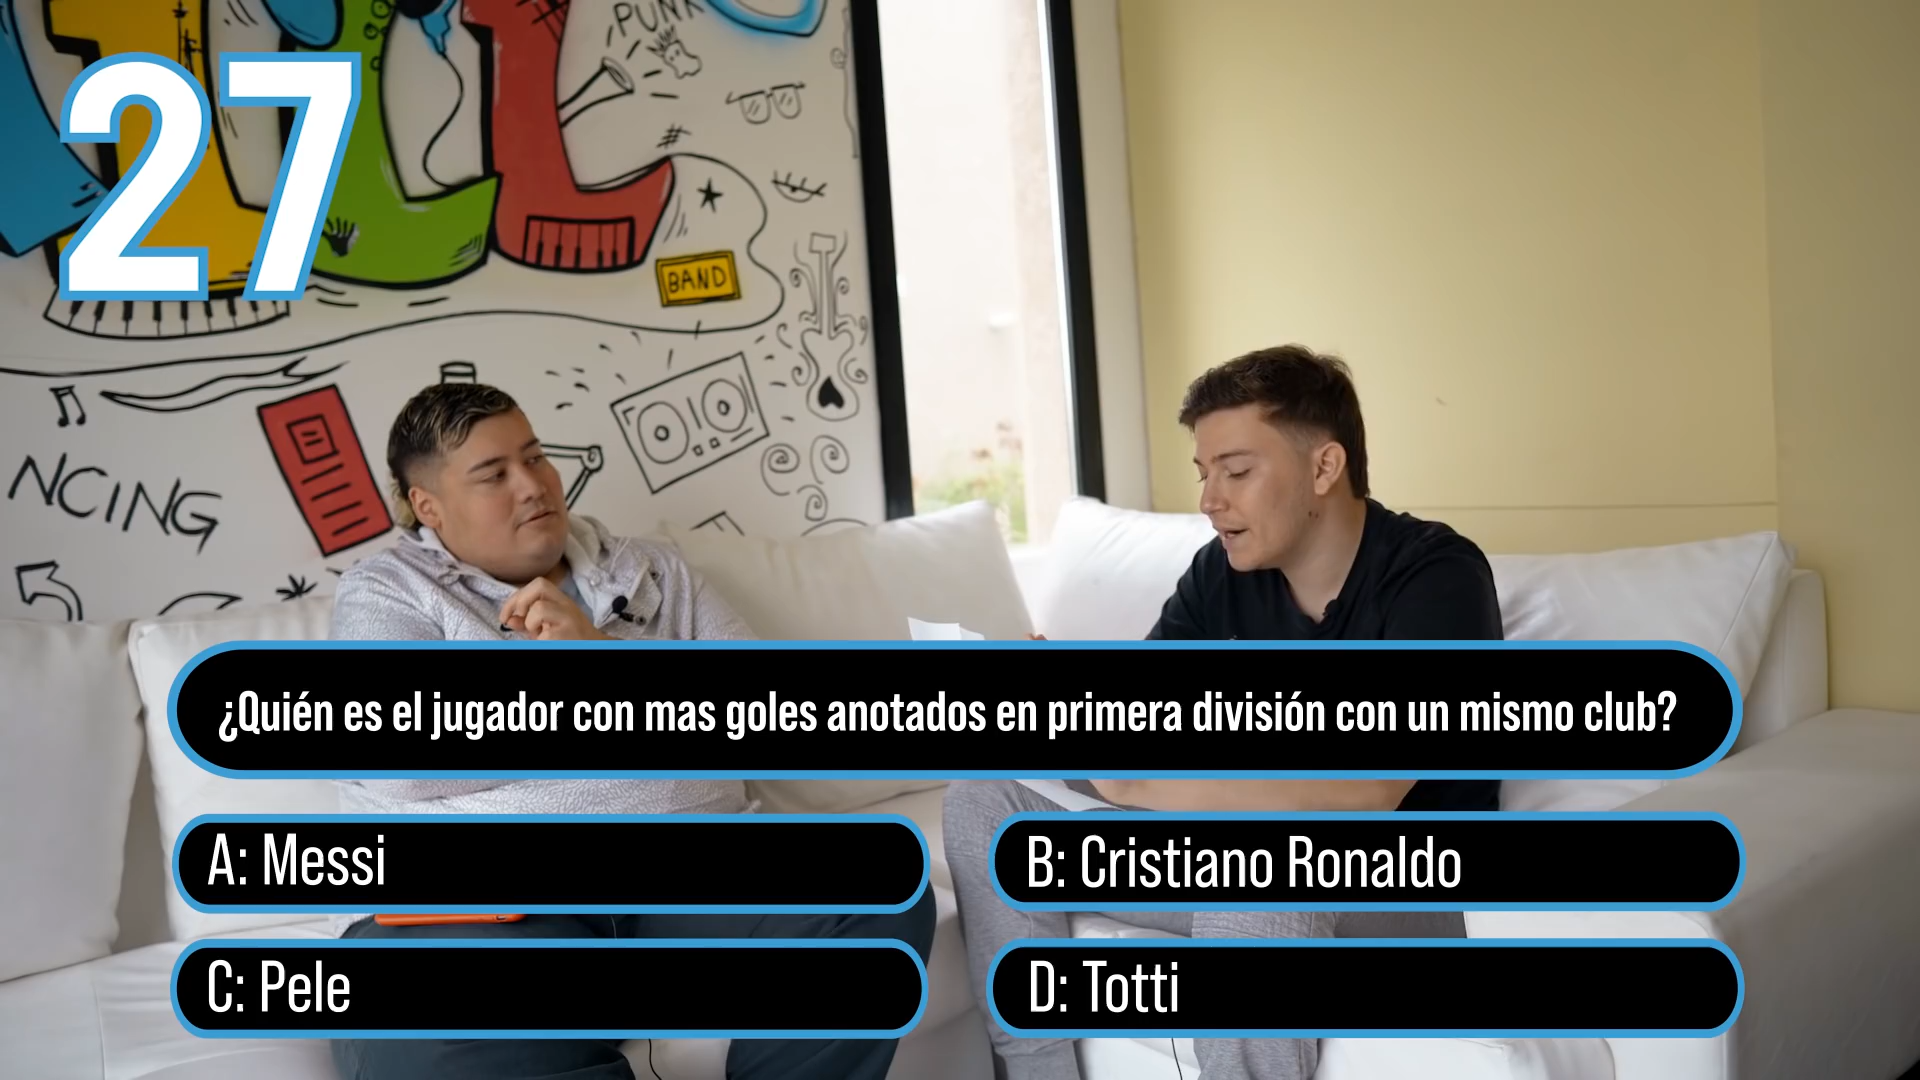 PUNK
27
BAND
NCING
¿Quién es el jugador con mas goles anotados en primera división con un mismo club?
A: Messi
B: Cristiano Ronaldo
C: Pele
D: Totti